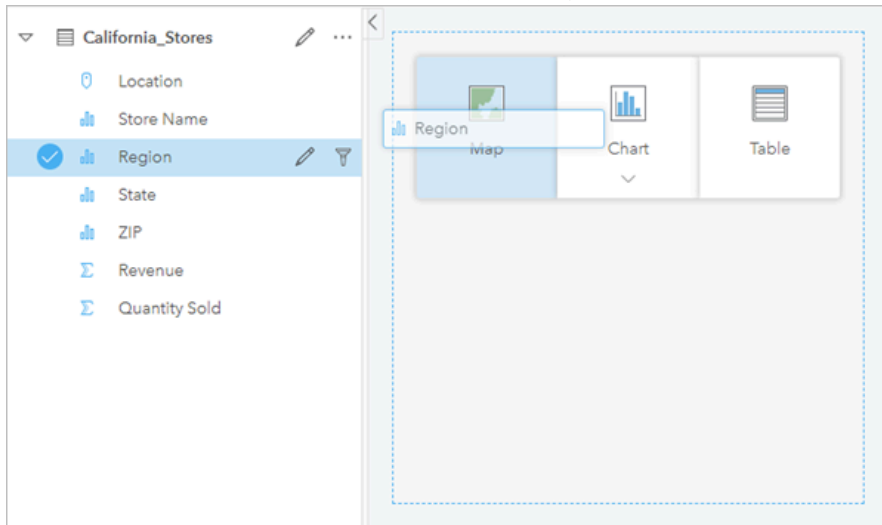 California_Stores
Location
Store Name
Region
State
ZIP
Revenue
Quantity Sold
Region
Map
Chart
Table